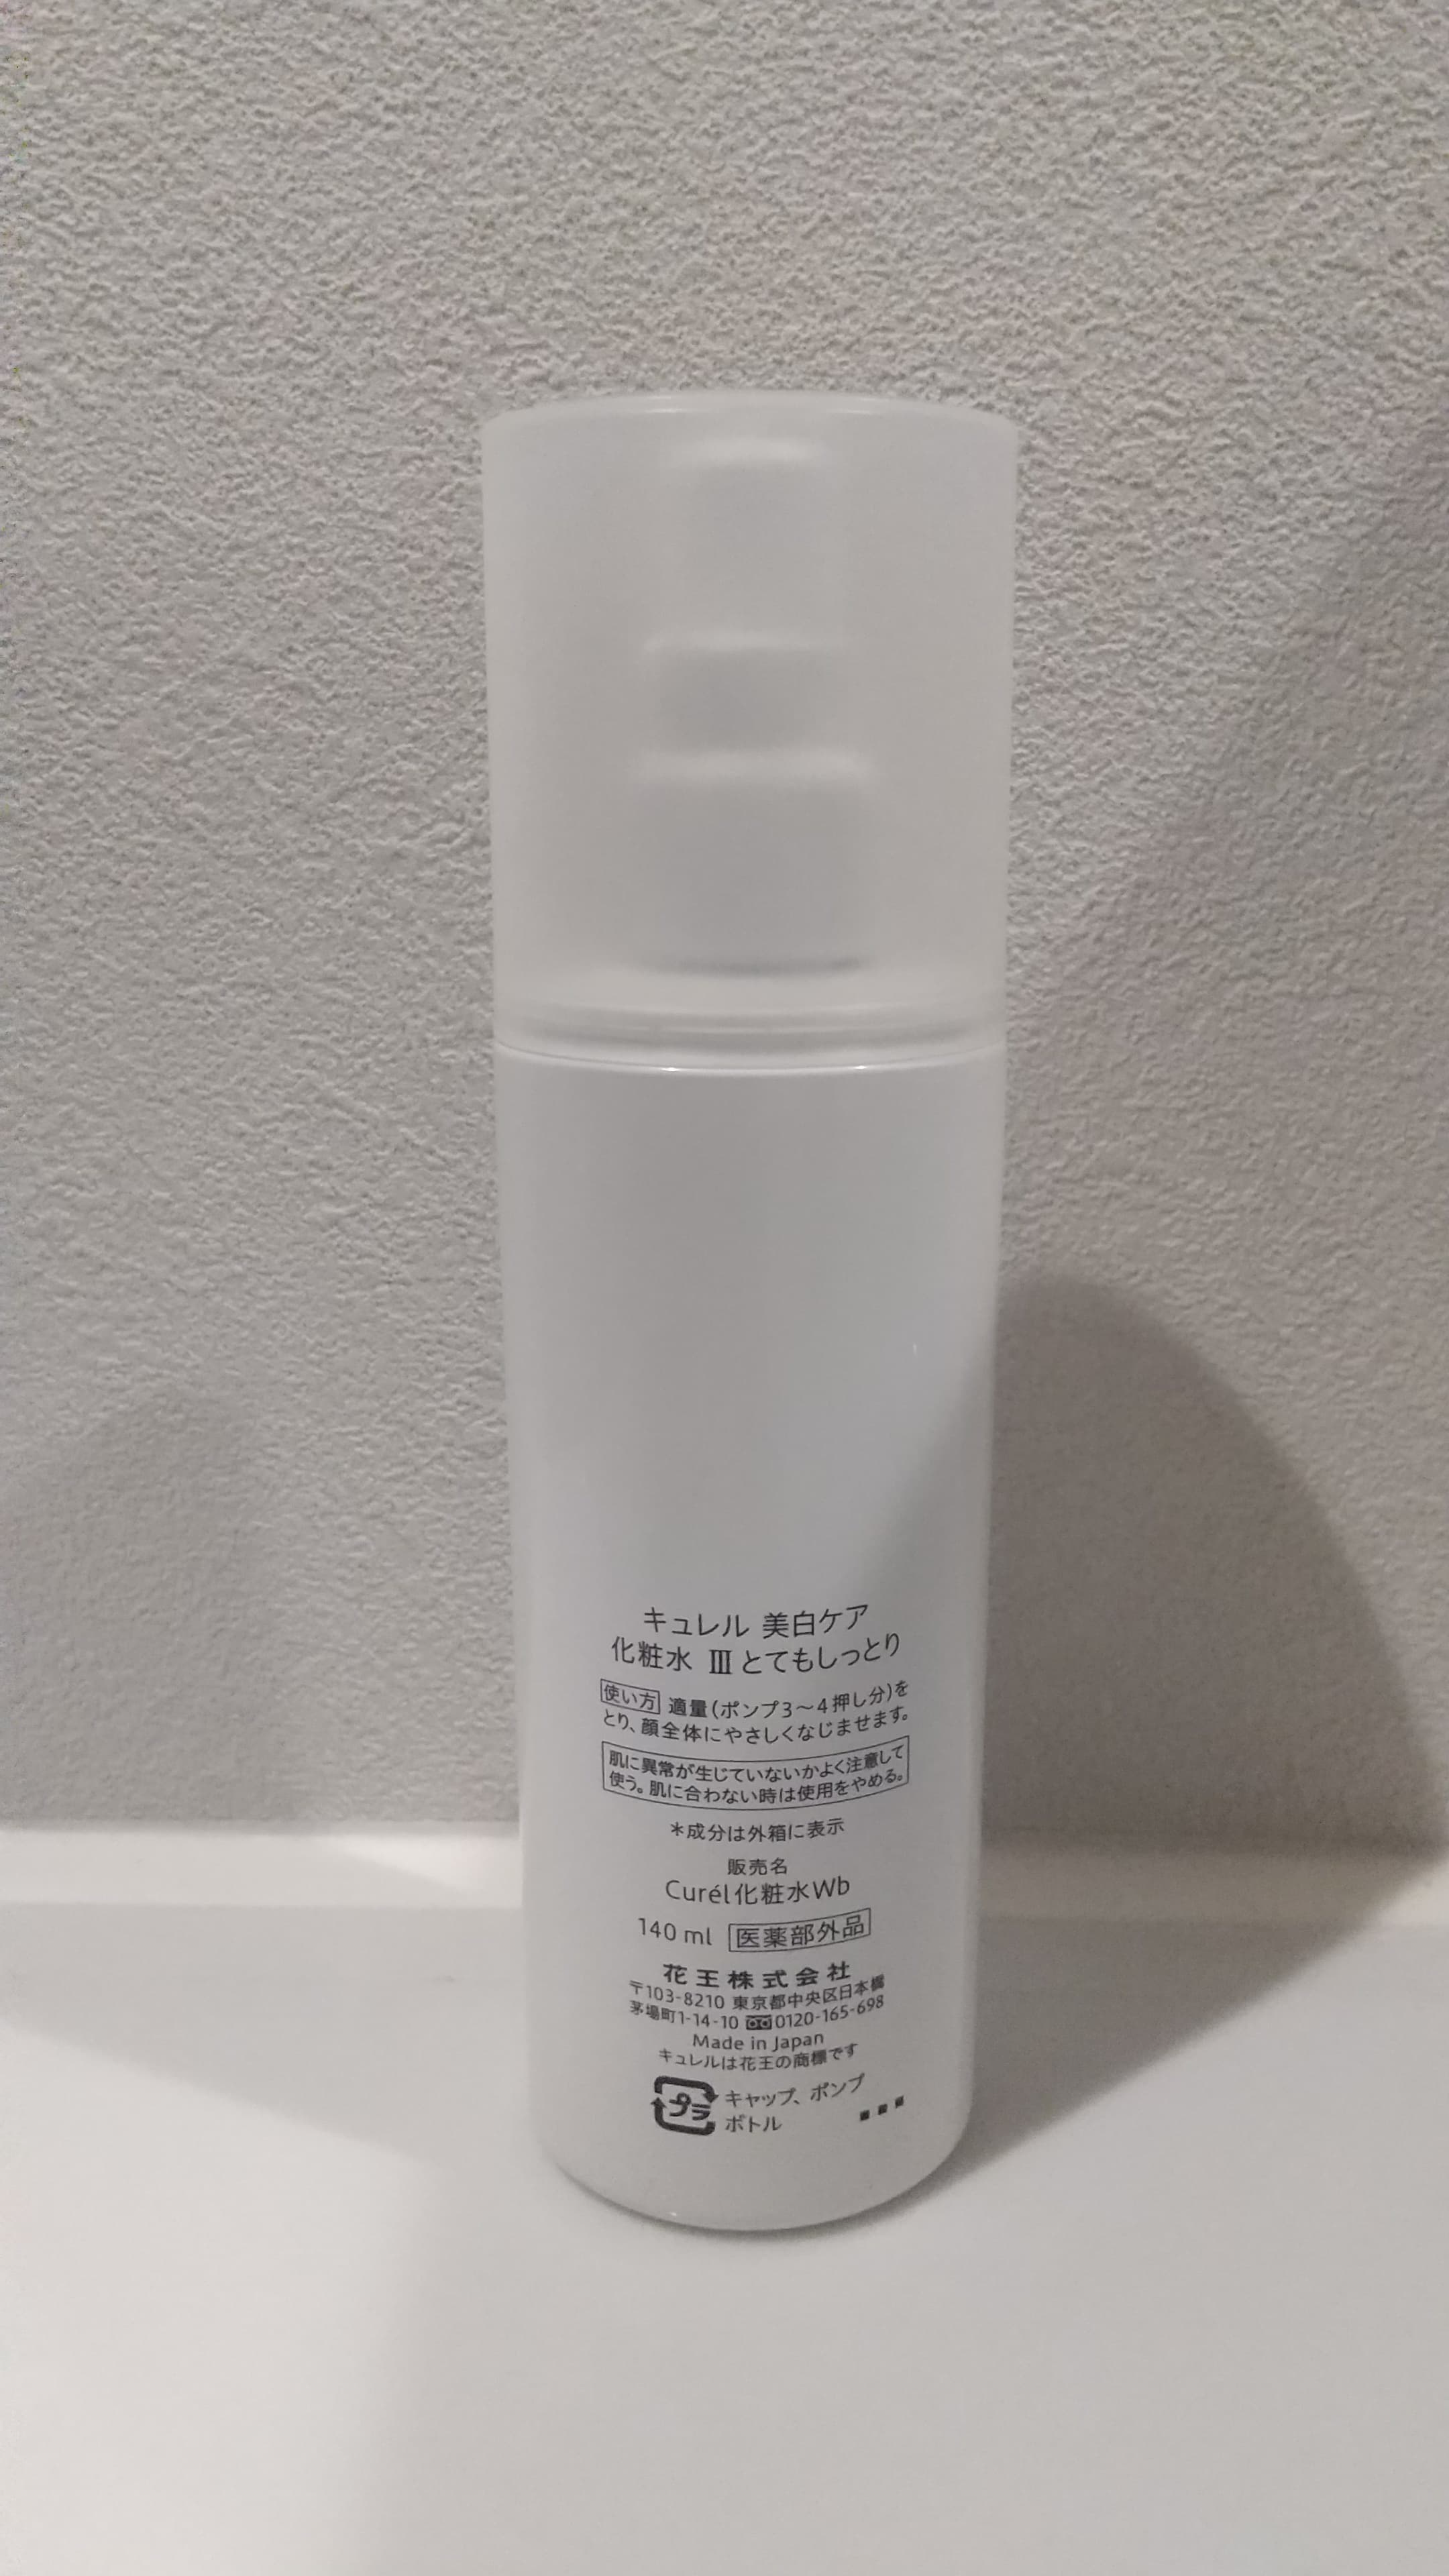 キュレル 美白ケア
化粧水 Ⅲ とてもしっとり
使い方 適量(ポンプ3〜4押し分)を
とり、顔全体にやさしくなじませます。
肌に異常が生じていないかよく注意して
使う。肌に合わない時は使用をやめる。
*成分は外箱に表示
販売名
Curél化粧水Wb
140 ml 医薬部外品
花王株式会社
〒103-8210 東京都中央区日本橋
茅場町1-14-10 0120-165-698
Made in Japan
キュレルは花王の商標です
プラ キャップ、ポンプ
ボトル